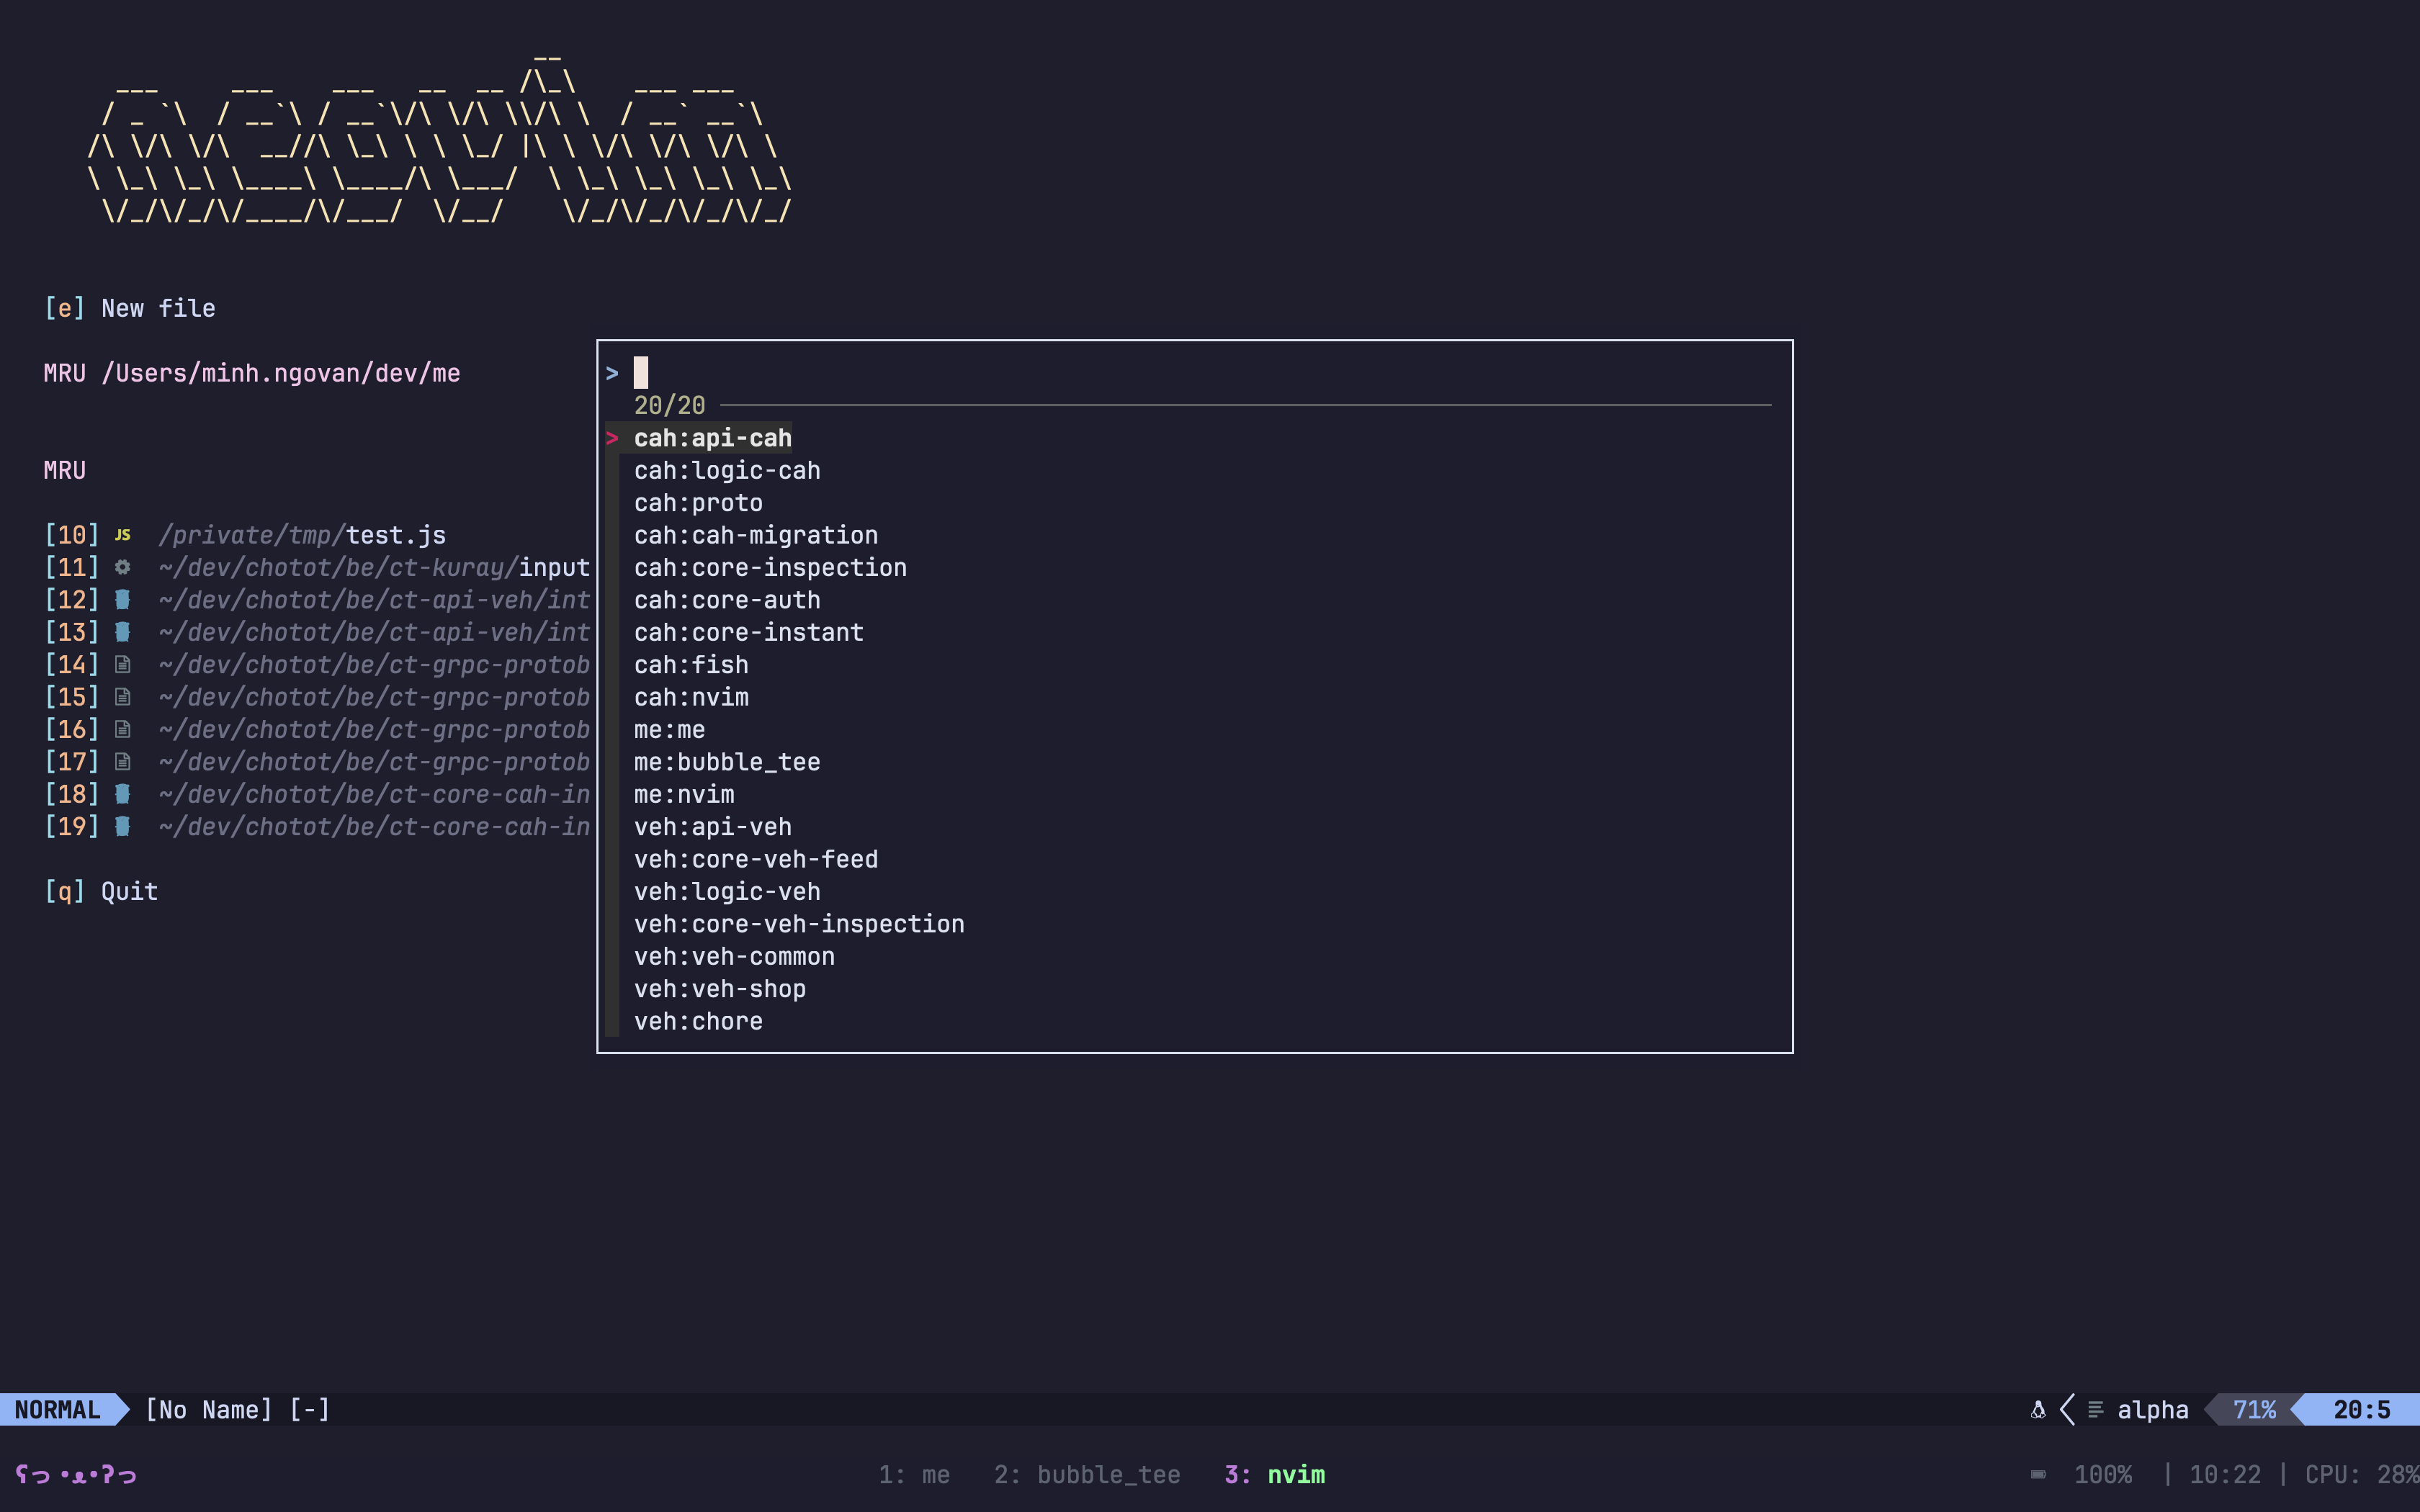 [e] New file
MRU /Users/minh.ngovan/dev/me
MRU
[10] JS /private/tmp/test.js
[11] ~/dev/chotot/be/ct-kuray/input
[12] ~/dev/chotot/be/ct-api-veh/int
[13] ~/dev/chotot/be/ct-api-veh/int
[14] ~/dev/chotot/be/ct-grpc-protob
[15] ~/dev/chotot/be/ct-grpc-protob
[16] ~/dev/chotot/be/ct-grpc-protob
[17] ~/dev/chotot/be/ct-grpc-protob
[18] ~/dev/chotot/be/ct-core-cah-in
[19] ~/dev/chotot/be/ct-core-cah-in
[q] Quit
>
20/20
> cah:api-cah
cah:logic-cah
cah:proto
cah:cah-migration
cah:core-inspection
cah:core-auth
cah:core-instant
cah:fish
cah:nvim
me:me
me:bubble_tee
me:nvim
veh:api-veh
veh:core-veh-feed
veh:logic-veh
veh:core-veh-inspection
veh:veh-common
veh:veh-shop
veh:chore
NORMAL [No Name] [-] alpha 71% 20:5
ʕっ•ᴥ•ʔっ 1: me 2: bubble_tee 3: nvim 100% | 10:22 | CPU: 28%